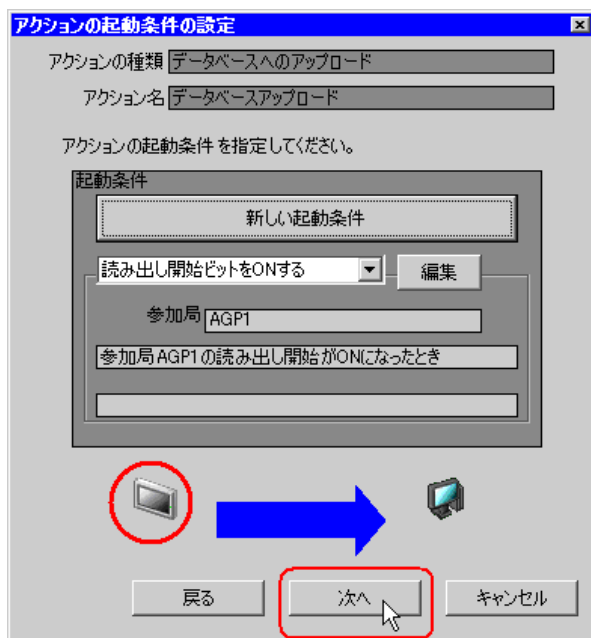 アクションの起動条件の設定
アクションの種類 データベースへのアップロード
アクション名 データベースアップロード
アクションの起動条件 を指定してください。
起動条件
新しい起動条件
読み出し開始ビットをONする 編集
参加局 AGP1
参加局AGP1の読み出し開始がONになったとき
戻る 次へ キャンセル